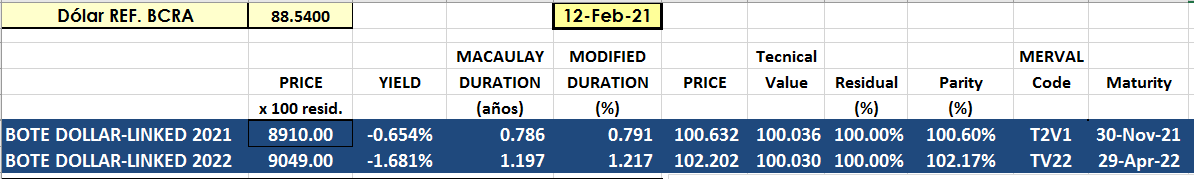 Dólar REF. BCRA 88.5400 12-Feb-21
MACAULAY MODIFIED Tecnical MERVAL
PRICE YIELD DURATION DURATION PRICE Value Residual Parity Code Maturity
x 100 resid. (años) (%) (%) (%)
BOTE DOLLAR-LINKED 2021 8910.00 -0.654% 0.786 0.791 100.632 100.036 100.00% 100.60% T2V1 30-Nov-21
BOTE DOLLAR-LINKED 2022 9049.00 -1.681% 1.197 1.217 102.202 100.030 100.00% 102.17% TV22 29-Apr-22